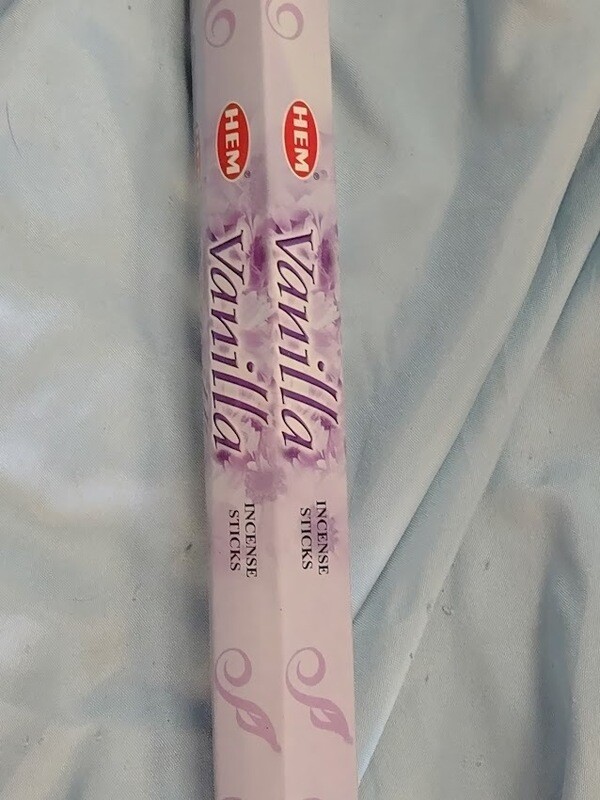 HEM®
Vanilla
INCENSE
STICKS
HEM®
Vanilla
INCENSE
STICKS